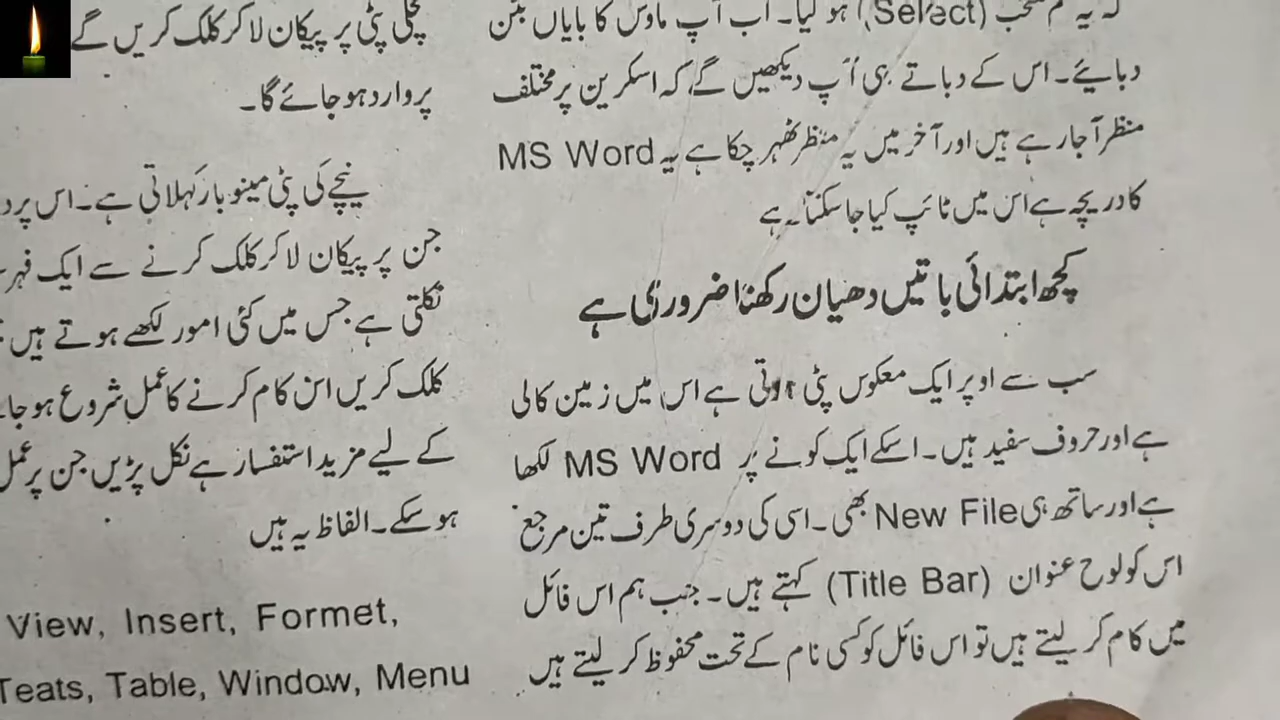 کہ یہ تم منتخب (Select) ہو گیا۔ اب آپ ماؤس کا بایاں بٹن
دبایئے۔ اس کے دباتے ہی آپ دیکھیں گے کہ اسکرین پر مختلف
منظر آ جا رہے ہیں اور آخر میں یہ منظر ٹھہر چکا ہے یہ MS Word
کا دریچہ ہے اس میں ٹائپ کیا جا سکتا ہے
کچھ ابتدائی باتیں دھیان رکھنا ضروری ہے
سب سے اوپر ایک معکوس پٹی ہوتی ہے اس میں زمین کالی
ہے اور حروف سفید ہیں۔ اسکے ایک کونے پر MS Word لکھا
ہے اور ساتھ ہی New File بھی۔ اسی کی دوسری طرف تین مرجع
اس کو لوح عنوان (Title Bar) کہتے ہیں۔ جب ہم اس فائل
میں کام کر لیتے ہیں تو اس فائل کو کسی نام کے تحت محفوظ کر لیتے ہیں
پٹی پر پیکان لا کر کلک کریں گے
پر وارد ہو جائے گا۔
نیچے کی پٹی مینو بار کہلاتی ہے۔ اس پر
جن پر پیکان لا کر کلک کرنے سے ایک
نکلتی ہے جس میں کئی امور لکھے ہوتے ہیں
کلک کریں اس کام کرنے کا عمل شروع ہو
کے لیے مزید استفسار ہے نکل پڑیں جن پر عمل
ہو سکے۔ الفاظ یہ ہیں
View, Insert, Formet,
Teats, Table, Window, Menu